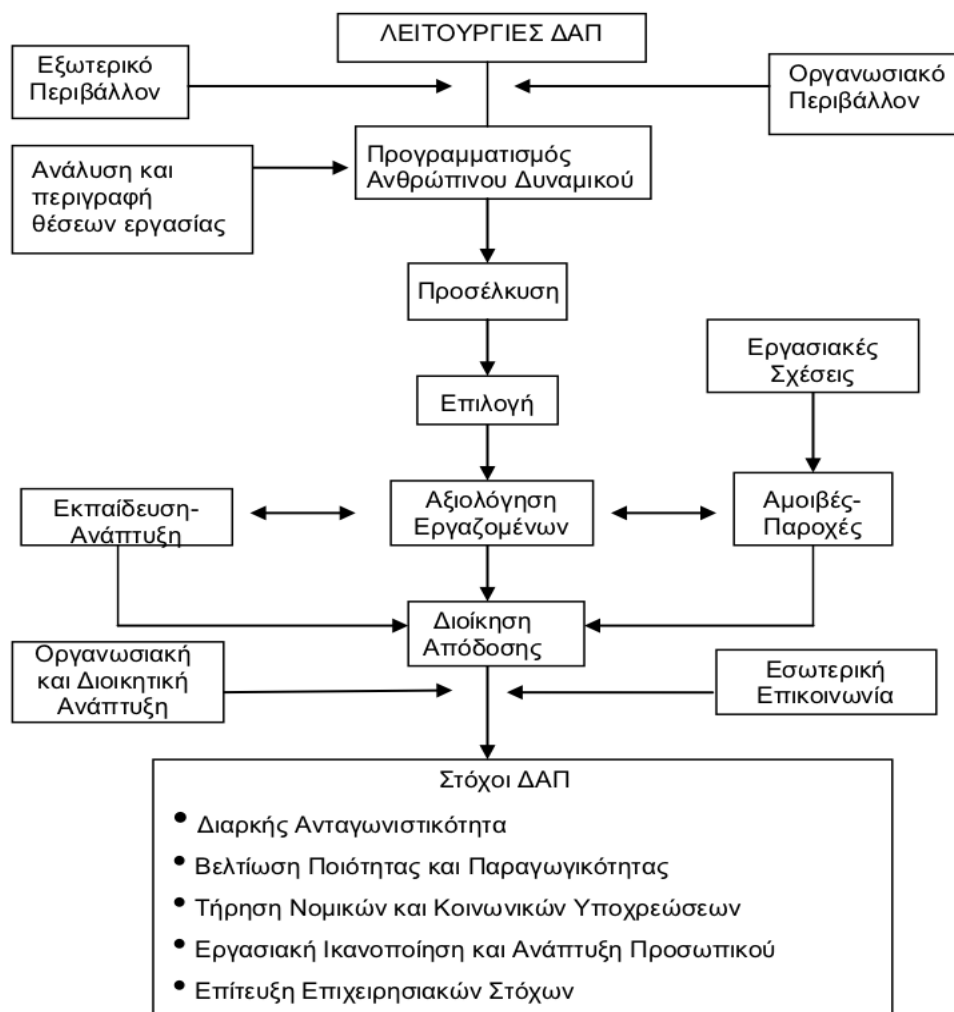 ΛΕΙΤΟΥΡΓΙΕΣ ΔΑΠ
Εξωτερικό
Περιβάλλον
Οργανωσιακό
Περιβάλλον
Προγραμματισμός
Ανθρώπινου Δυναμικού
Ανάλυση και
περιγραφή
θέσεων εργασίας
Προσέλκυση
Εργασιακές
Σχέσεις
Επιλογή
Εκπαίδευση-
Ανάπτυξη
Αξιολόγηση
Εργαζομένων
Αμοιβές-
Παροχές
Διοίκηση
Απόδοσης
Οργανωσιακή
και Διοικητική
Ανάπτυξη
Εσωτερική
Επικοινωνία
Στόχοι ΔΑΠ
• Διαρκής Ανταγωνιστικότητα
• Βελτίωση Ποιότητας και Παραγωγικότητας
• Τήρηση Νομικών και Κοινωνικών Υποχρεώσεων
• Εργασιακή Ικανοποίηση και Ανάπτυξη Προσωπικού
• Επίτευξη Επιχειρησιακών Στόχων